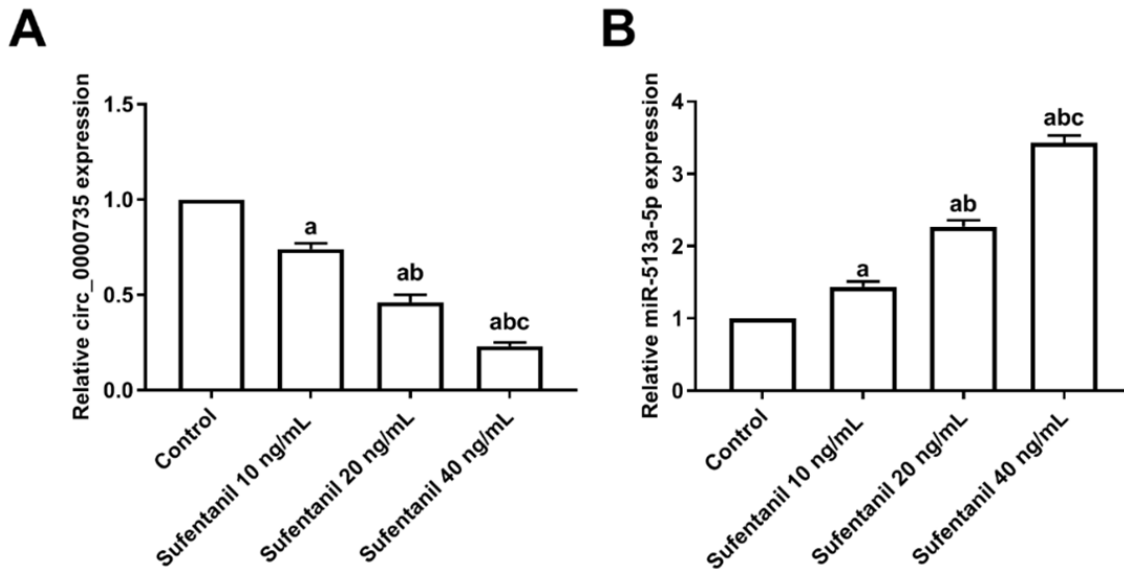 A
Relative circ_0000735 expression
1.5
1.0
0.5
0.0
a
ab
abc
Control
Sufentanil 10 ng/mL
Sufentanil 20 ng/mL
Sufentanil 40 ng/mL
B
Relative miR-513a-5p expression
4
3
2
1
0
a
ab
abc
Control
Sufentanil 10 ng/mL
Sufentanil 20 ng/mL
Sufentanil 40 ng/mL